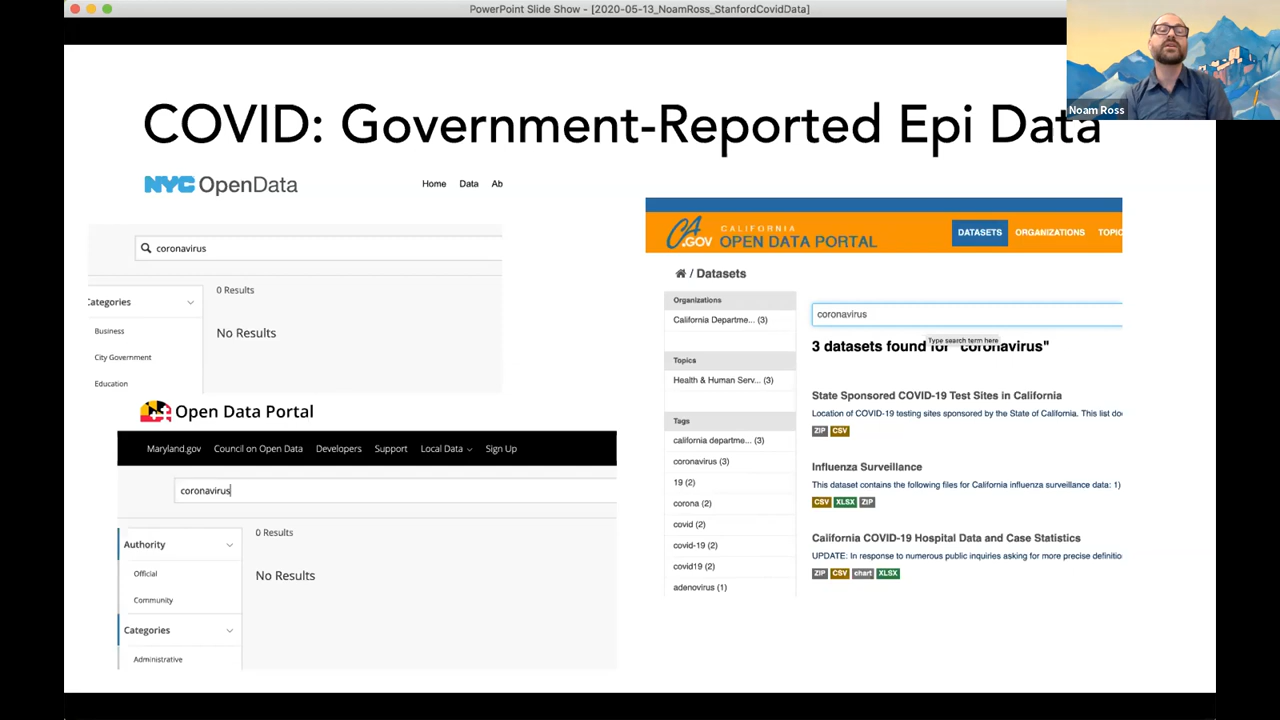 PowerPoint Slide Show - [2020-05-13_NoamRoss_StanfordCovidData]
Noam Ross
COVID: Government-Reported Epi Data
NYC OpenData
Home Data Ab
coronavirus
Categories
Business
City Government
Education
0 Results
No Results
Open Data Portal
Maryland.gov Council on Open Data Developers Support Local Data Sign Up
coronavirus
Authority
Official
Community
Categories
Administrative
0 Results
No Results
CA.GOV
CALIFORNIA
OPEN DATA PORTAL
DATASETS ORGANIZATIONS TOPIC
/ Datasets
Organizations
California Departme... (3)
Topics
Health & Human Serv... (3)
Tags
california departme... (3)
coronavirus (3)
19 (2)
corona (2)
covid (2)
covid-19 (2)
covid19 (2)
adenovirus (1)
coronavirus
Type search term here
3 datasets found for "coronavirus"
State Sponsored COVID-19 Test Sites in California
Location of COVID-19 testing sites sponsored by the State of California. This list do
ZIP CSV
Influenza Surveillance
This dataset contains the following files for California influenza surveillance data: 1)
CSV XLSX ZIP
California COVID-19 Hospital Data and Case Statistics
UPDATE: In response to numerous public inquiries asking for more precise definitio
ZIP CSV chart XLSX